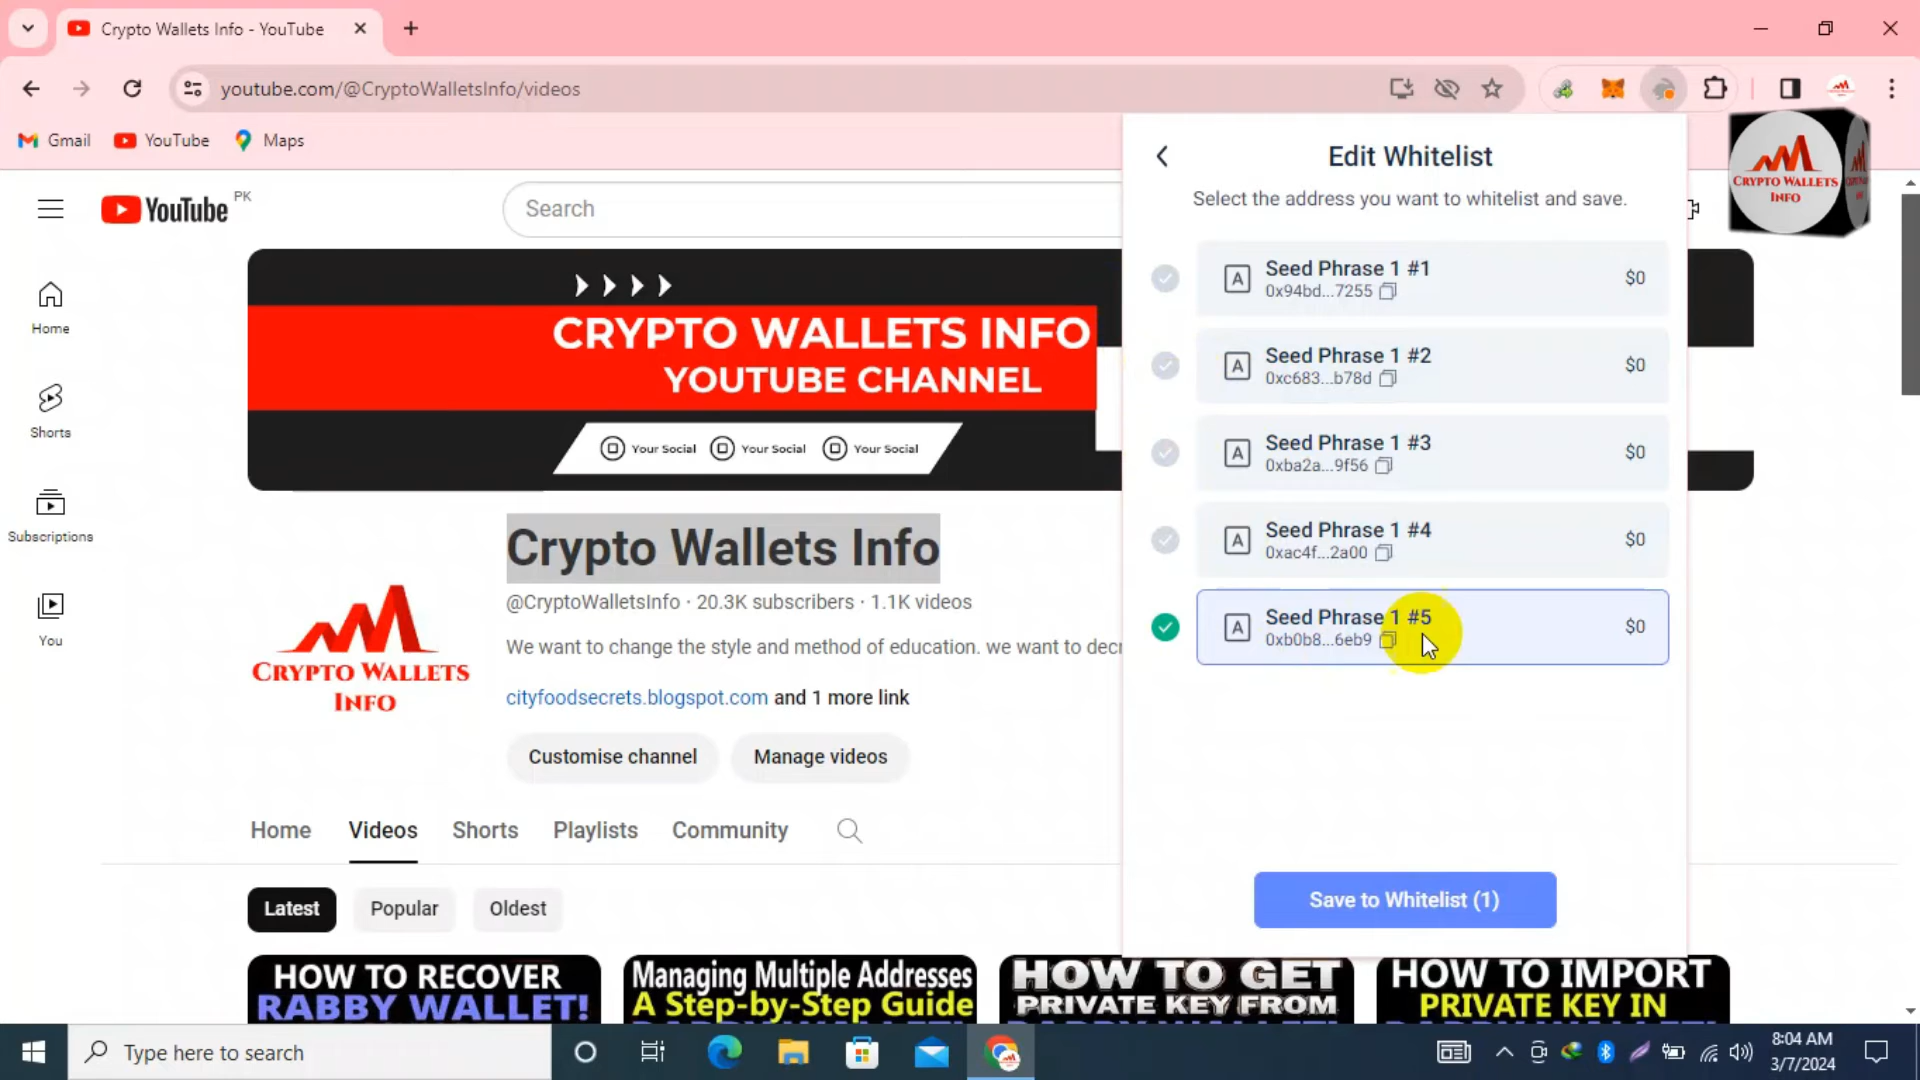 Crypto Wallets Info - YouTube
youtube.com/@CryptoWalletsInfo/videos
Gmail
YouTube
Maps
YouTube PK
Search
Home
Shorts
Subscriptions
You
CRYPTO WALLETS INFO
YOUTUBE CHANNEL
Your Social
Your Social
Your Social
CRYPTO WALLETS
INFO
Crypto Wallets Info
@CryptoWalletsInfo · 20.3K subscribers · 1.1K videos
We want to change the style and method of education. we want to decr
cityfoodsecrets.blogspot.com and 1 more link
Customise channel
Manage videos
Home
Videos
Shorts
Playlists
Community
Latest
Popular
Oldest
HOW TO RECOVER
RABBY WALLET!
Managing Multiple Addresses
A Step-by-Step Guide
HOW TO GET
PRIVATE KEY FROM
HOW TO IMPORT
PRIVATE KEY IN
Edit Whitelist
Select the address you want to whitelist and save.
A
Seed Phrase 1 #1
0x94bd...7255
$0
A
Seed Phrase 1 #2
0xc683...b78d
$0
A
Seed Phrase 1 #3
0xba2a...9f56
$0
A
Seed Phrase 1 #4
0xac4f...2a00
$0
A
Seed Phrase 1 #5
0xb0b8...6eb9
$0
Save to Whitelist (1)
CRYPTO WALLETS
INFO
Type here to search
8:04 AM
3/7/2024